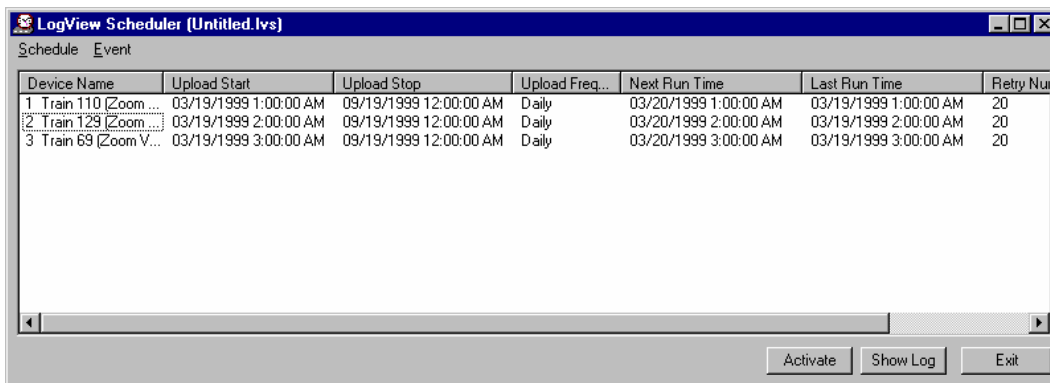 LogView Scheduler (Untitled.lvs)
Schedule Event
Device Name Upload Start Upload Stop Upload Freq... Next Run Time Last Run Time Retry Nu
1 Train 110 (Zoom ... 03/19/1999 1:00:00 AM 09/19/1999 12:00:00 AM Daily 03/20/1999 1:00:00 AM 03/19/1999 1:00:00 AM 20
2 Train 129 (Zoom ... 03/19/1999 2:00:00 AM 09/19/1999 12:00:00 AM Daily 03/20/1999 2:00:00 AM 03/19/1999 2:00:00 AM 20
3 Train 69 (Zoom V... 03/19/1999 3:00:00 AM 09/19/1999 12:00:00 AM Daily 03/20/1999 3:00:00 AM 03/19/1999 3:00:00 AM 20
Activate Show Log Exit